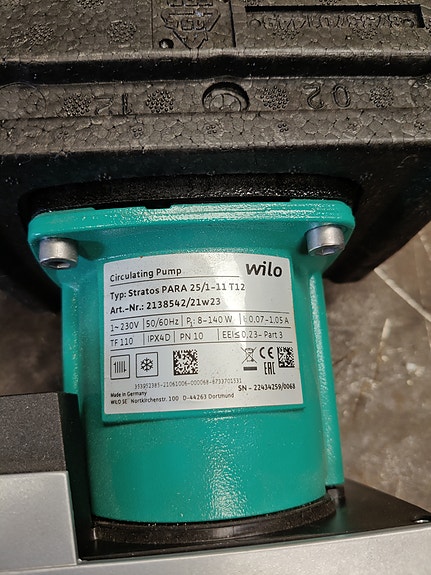 Circulating Pump
wilo
Typ: Stratos PARA 25/1-11 T12
Art.-Nr.: 2138542/21w23
1~230V 50/60Hz P₁: 8-140 W I: 0.07-1.05 A
TF 110 IPX4D PN 10 EEI≤0,23- Part 3
CE EAC
Made in Germany
WILO SE Nortkirchenstr. 100 D-44263 Dortmund
SN - 22434259/0068